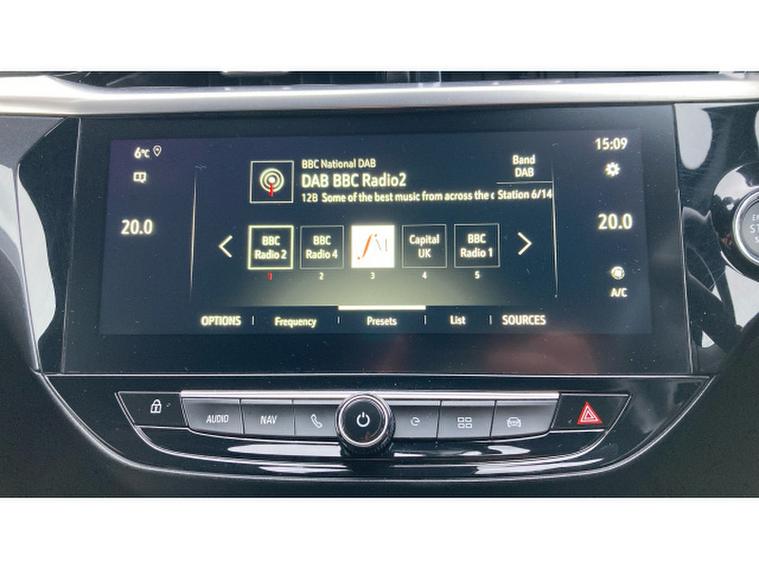 6°C
15:09
BBC National DAB
Band
DAB
DAB BBC Radio2
12B Some of the best music from across the c
Station 6/14
20.0
20.0
BBC
Radio 2
BBC
Radio 4
fM
Capital
UK
BBC
Radio 1
1
2
3
4
5
A/C
OPTIONS
Frequency
Presets
List
SOURCES
AUDIO
NAV